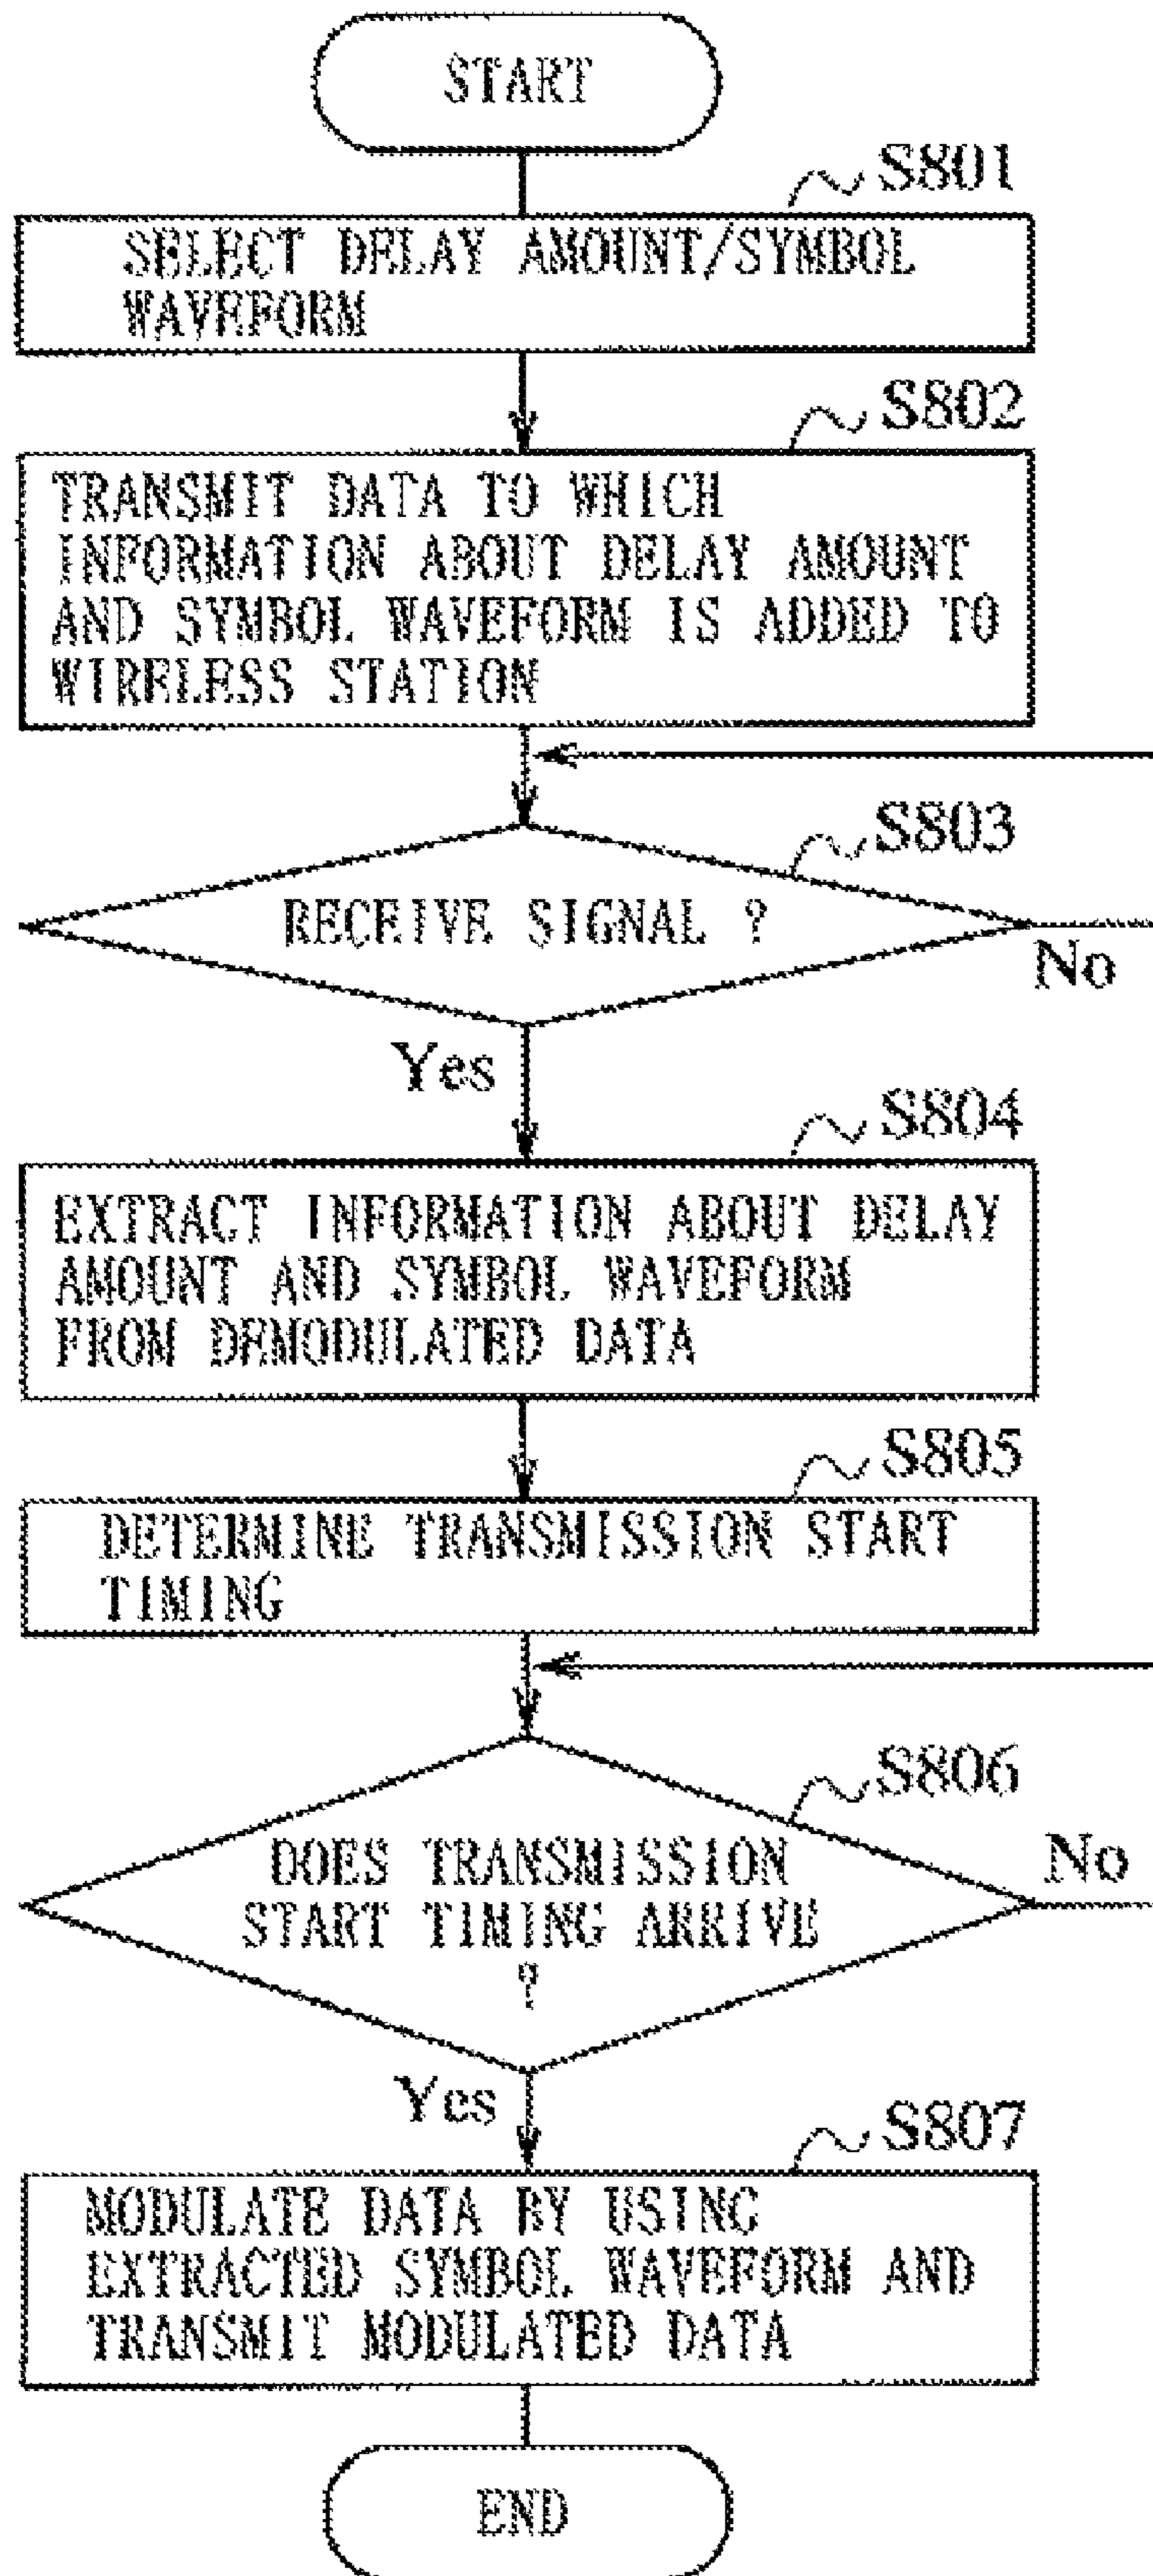 START
S801
SELECT DELAY AMOUNT/SYMBOL
WAVEFORM
S802
TRANSMIT DATA TO WHICH
INFORMATION ABOUT DELAY AMOUNT
AND SYMBOL WAVEFORM IS ADDED TO
WIRELESS STATION
S803
RECEIVE SIGNAL ?
No
Yes
S804
EXTRACT INFORMATION ABOUT DELAY
AMOUNT AND SYMBOL WAVEFORM
FROM DEMODULATED DATA
S805
DETERMINE TRANSMISSION START
TIMING
S806
DOES TRANSMISSION
START TIMING ARRIVE
?
No
Yes
S807
MODULATE DATA BY USING
EXTRACTED SYMBOL WAVEFORM AND
TRANSMIT MODULATED DATA
END